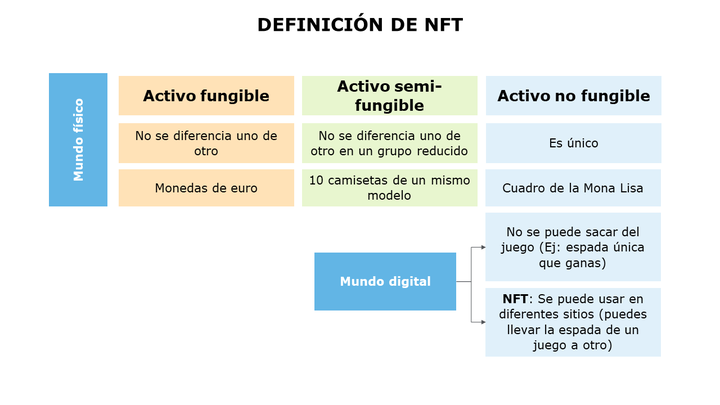 DEFINICIÓN DE NFT
Mundo físico
Activo fungible
Activo semi-
fungible
Activo no fungible
No se diferencia uno de
otro
No se diferencia uno de
otro en un grupo reducido
Es único
Monedas de euro
10 camisetas de un mismo
modelo
Cuadro de la Mona Lisa
Mundo digital
No se puede sacar del
juego (Ej: espada única
que ganas)
NFT: Se puede usar en
diferentes sitios (puedes
llevar la espada de un
juego a otro)